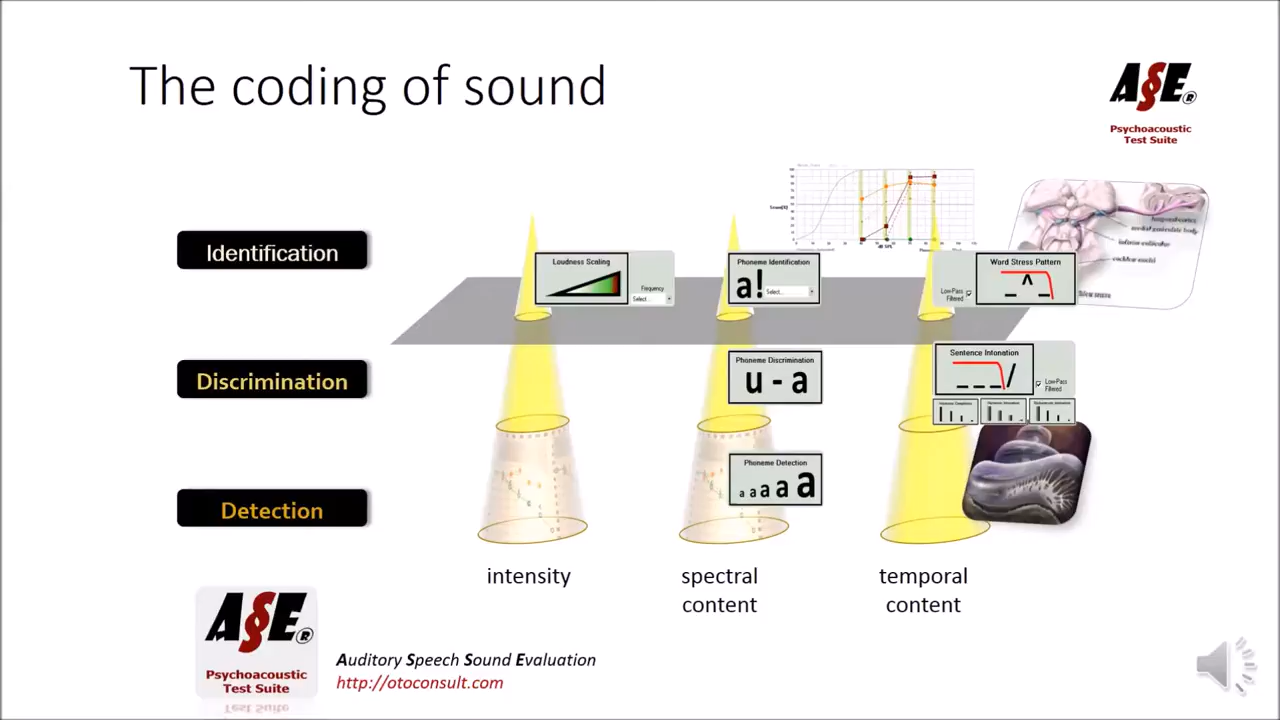 The coding of sound
A§E®
Psychoacoustic
Test Suite
Identification
Loudness Scaling
Frequency
Select...
Phoneme Identification
a!
Select...
Word Stress Pattern
Low-Pass
Filtered
Discrimination
Phoneme Discrimination
u - a
Sentence Intonation
Low-Pass
Filtered
Detection
Phoneme Detection
a a a a a
intensity
spectral
content
temporal
content
A§E®
Psychoacoustic
Test Suite
Auditory Speech Sound Evaluation
http://otoconsult.com